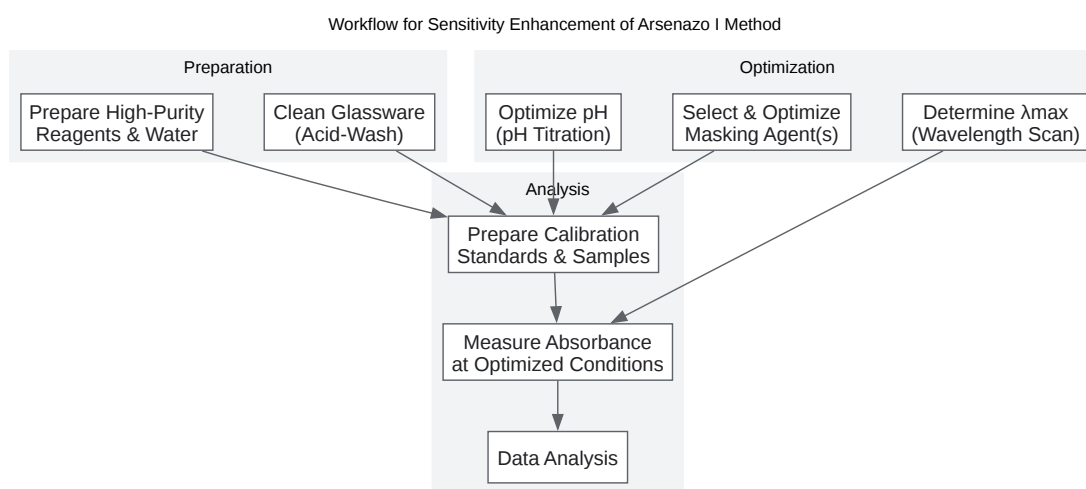 Workflow for Sensitivity Enhancement of Arsenazo I Method
Preparation
Optimization
Prepare High-Purity
Reagents & Water
Clean Glassware
(Acid-Wash)
Optimize pH
(pH Titration)
Select & Optimize
Masking Agent(s)
Determine λmax
(Wavelength Scan)
Analysis
Prepare Calibration
Standards & Samples
Measure Absorbance
at Optimized Conditions
Data Analysis